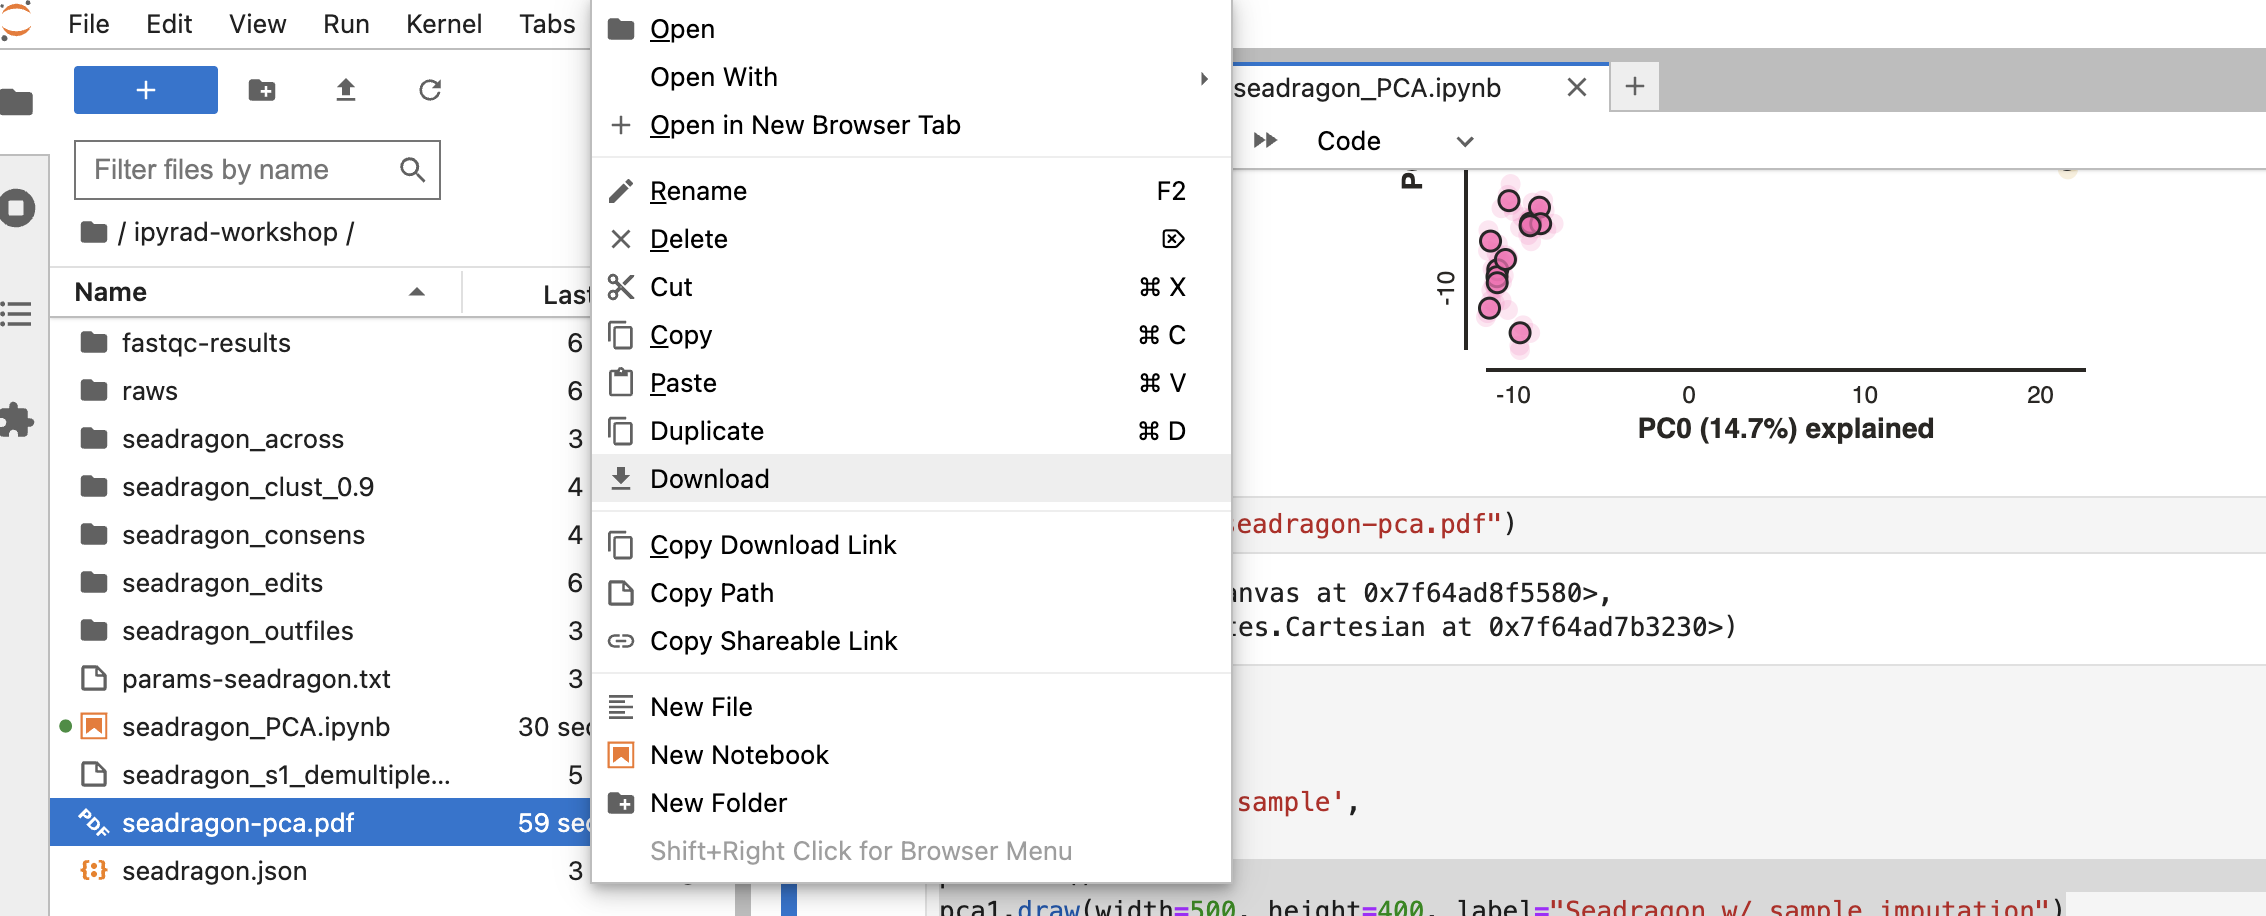 File Edit View Run Kernel Tabs
+
Filter files by name
/ ipyrad-workshop /
Name Last
fastqc-results 6
raws 6
seadragon_across 3
seadragon_clust_0.9 4
seadragon_consens 4
seadragon_edits 6
seadragon_outfiles 3
params-seadragon.txt 3
seadragon_PCA.ipynb 30 sec
seadragon_s1_demultiple... 5
PDF seadragon-pca.pdf 59 sec
seadragon.json 3
Open
Open With
Open in New Browser Tab
Rename F2
Delete
Cut ⌘ X
Copy ⌘ C
Paste ⌘ V
Duplicate ⌘ D
Download
Copy Download Link
Copy Path
Copy Shareable Link
New File
New Notebook
New Folder
Shift+Right Click for Browser Menu
seadragon_PCA.ipynb
Code
-10
-10 0 10 20
PC0 (14.7%) explained
eadragon-pca.pdf")
anvas at 0x7f64ad8f5580>,
tes.Cartesian at 0x7f64ad7b3230>)
sample',
pca1.draw(width=500, height=400, label="Seadragon w/ sample imputation")